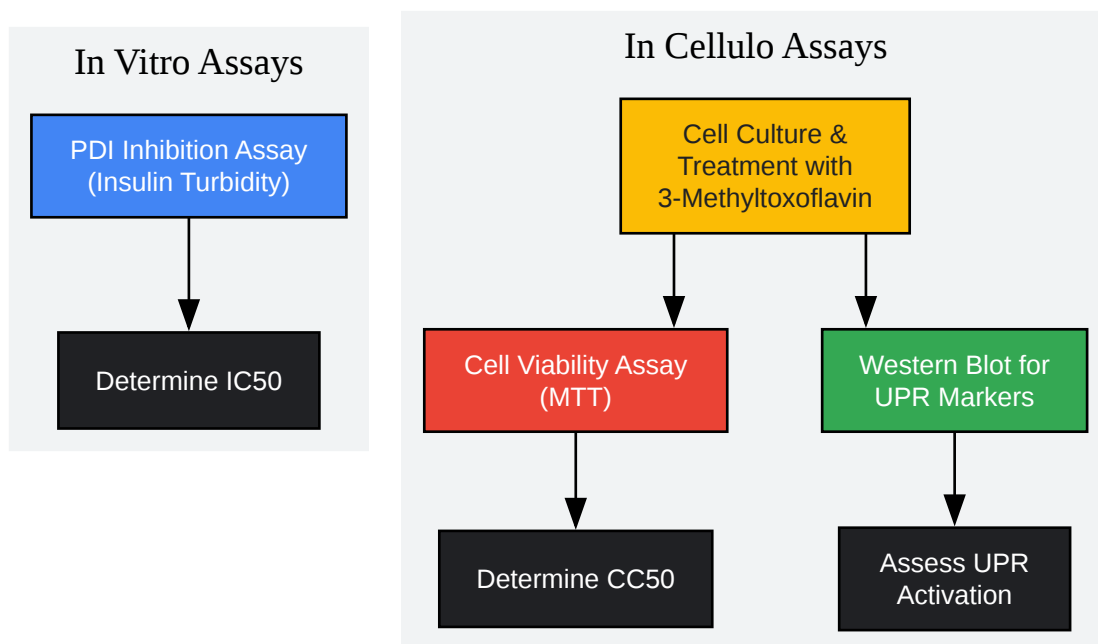 In Vitro Assays
PDI Inhibition Assay
(Insulin Turbidity)
Determine IC50
In Cellulo Assays
Cell Culture &
Treatment with
3-Methyltoxoflavin
Cell Viability Assay
(MTT)
Western Blot for
UPR Markers
Determine CC50
Assess UPR
Activation